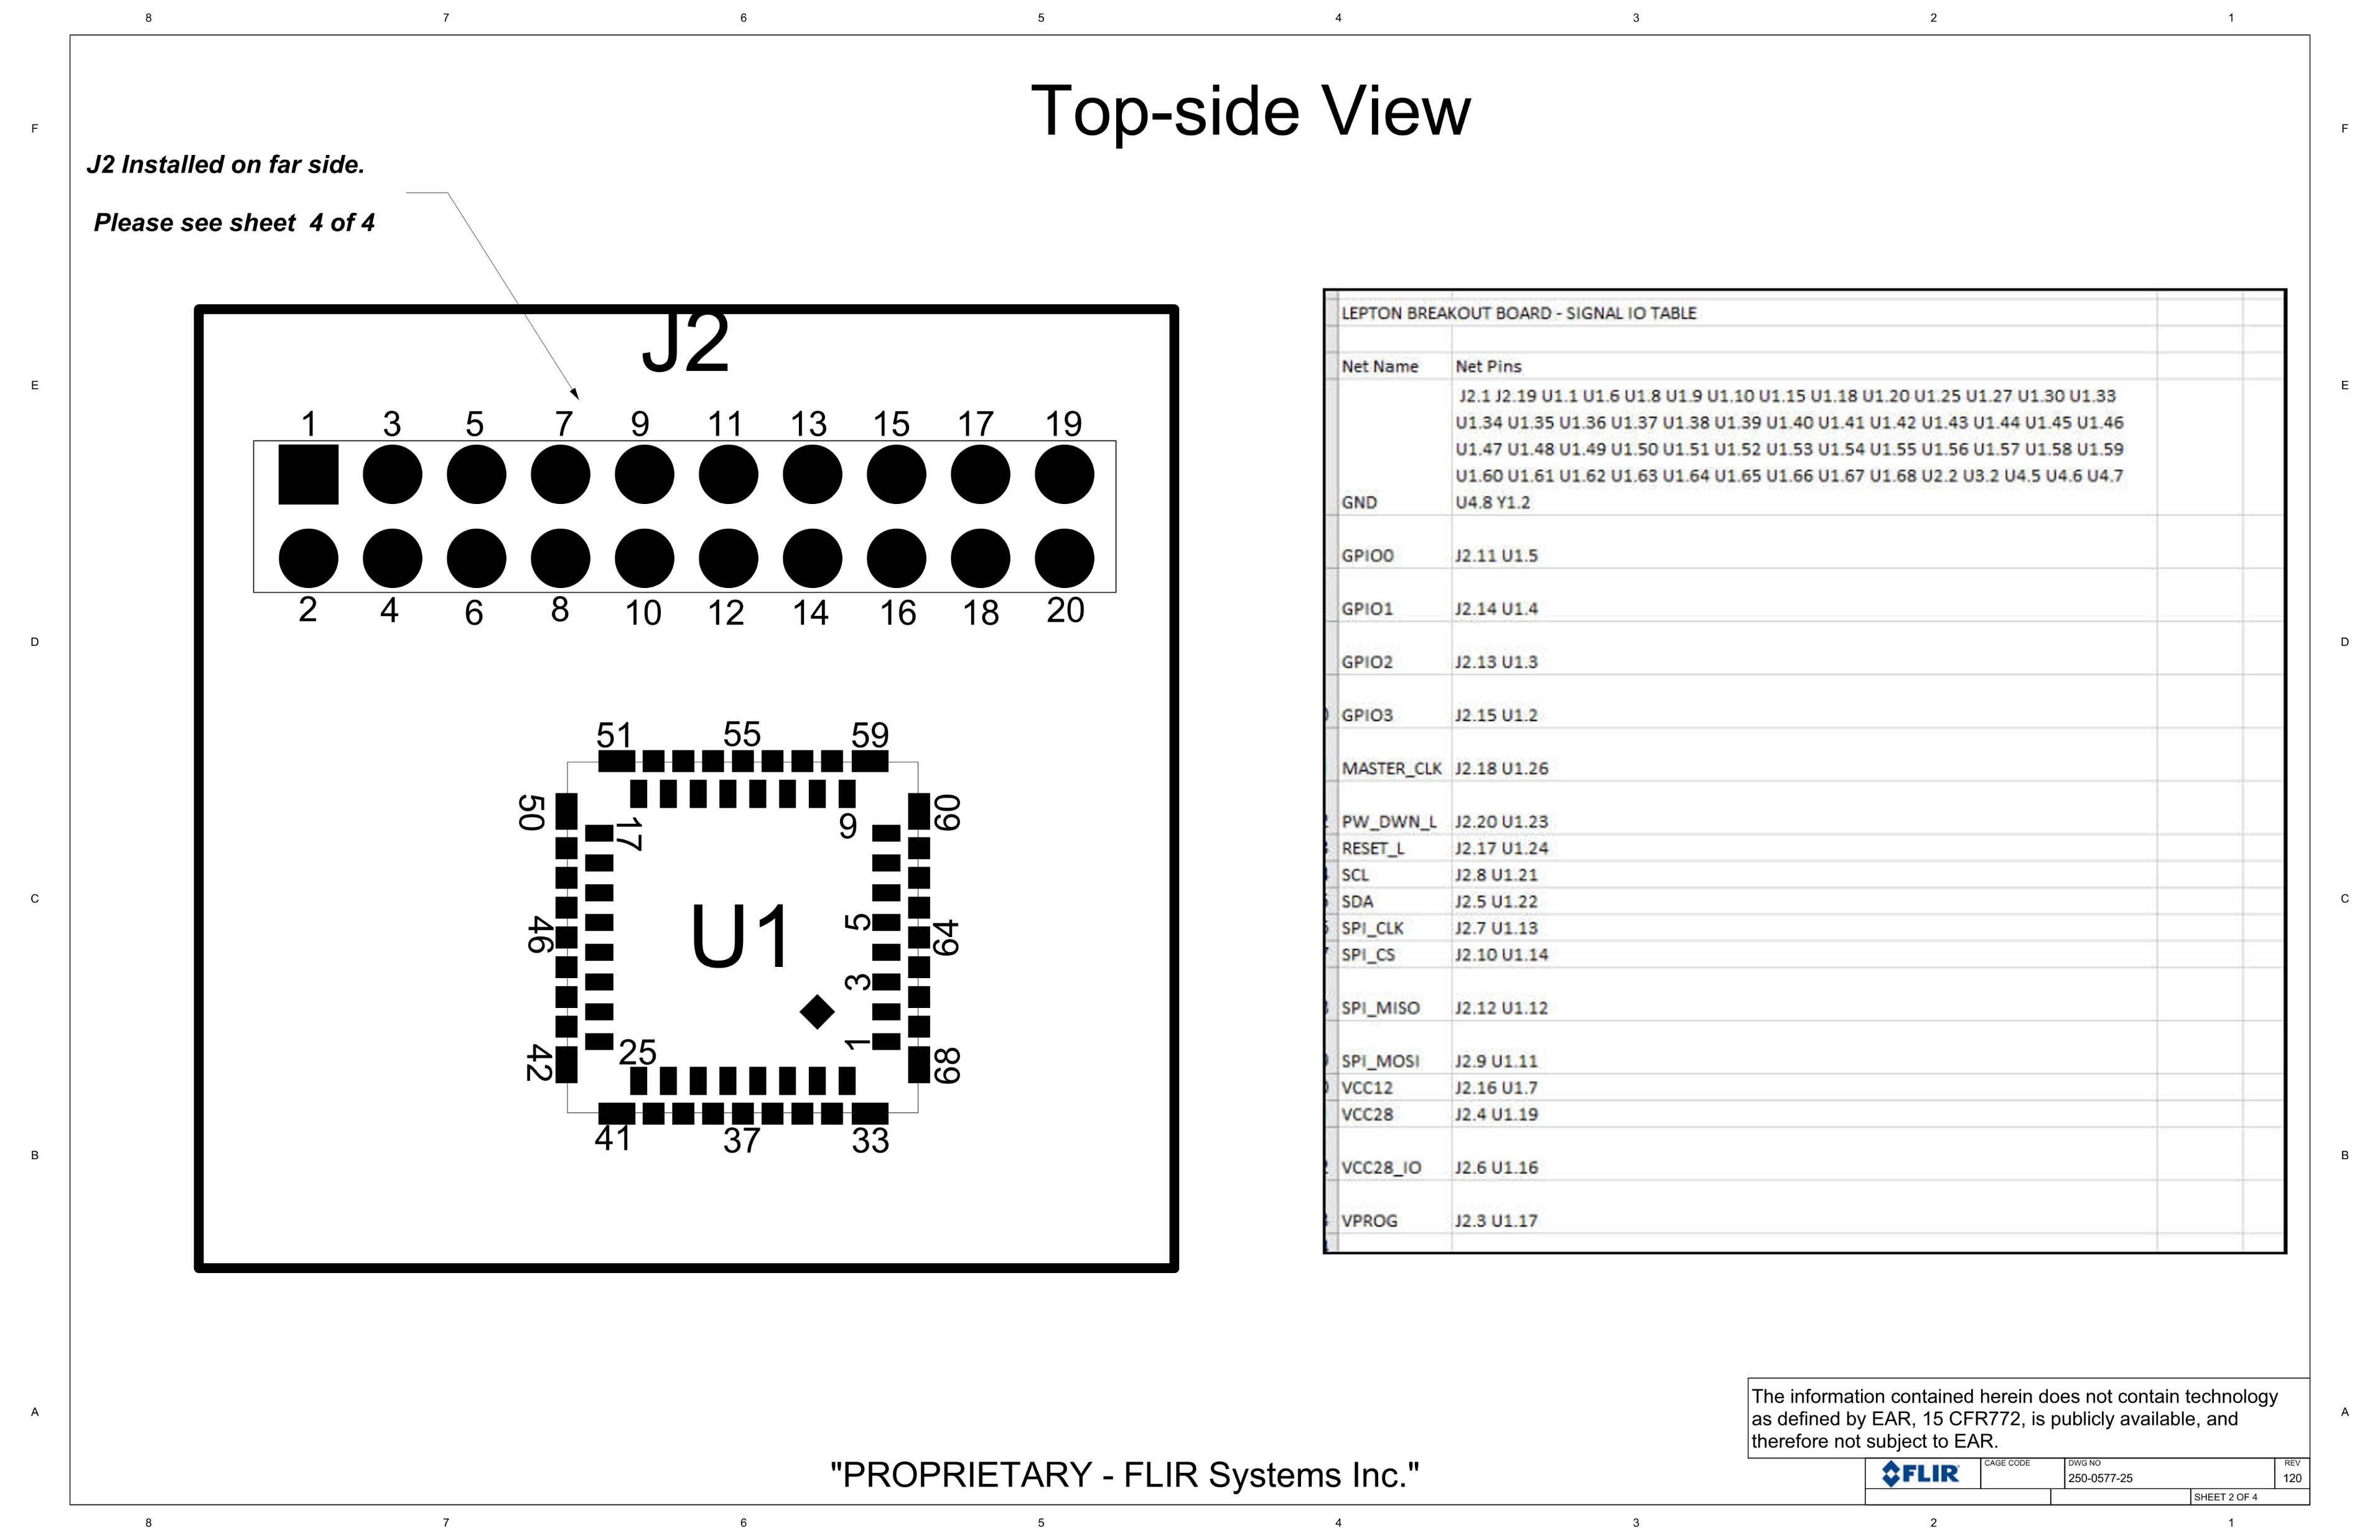 8 7 6 5 4 3 2 1
Top-side View
F F
J2 Installed on far side.
Please see sheet 4 of 4
J2
E E
1 3 5 7 9 11 13 15 17 19
2 4 6 8 10 12 14 16 18 20
D D
51 55 59
50 60
17 9
C C
46 U1 5 64
3
42 25 1 68
41 37 33
B B
LEPTON BREAKOUT BOARD - SIGNAL IO TABLE
Net Name Net Pins
J2.1 J2.19 U1.1 U1.6 U1.8 U1.9 U1.10 U1.15 U1.18 U1.20 U1.25 U1.27 U1.30 U1.33
U1.34 U1.35 U1.36 U1.37 U1.38 U1.39 U1.40 U1.41 U1.42 U1.43 U1.44 U1.45 U1.46
U1.47 U1.48 U1.49 U1.50 U1.51 U1.52 U1.53 U1.54 U1.55 U1.56 U1.57 U1.58 U1.59
U1.60 U1.61 U1.62 U1.63 U1.64 U1.65 U1.66 U1.67 U1.68 U2.2 U3.2 U4.5 U4.6 U4.7
GND U4.8 Y1.2
GPIO0 J2.11 U1.5
GPIO1 J2.14 U1.4
GPIO2 J2.13 U1.3
GPIO3 J2.15 U1.2
MASTER_CLK J2.18 U1.26
PW_DWN_L J2.20 U1.23
RESET_L J2.17 U1.24
SCL J2.8 U1.21
SDA J2.5 U1.22
SPI_CLK J2.7 U1.13
SPI_CS J2.10 U1.14
SPI_MISO J2.12 U1.12
SPI_MOSI J2.9 U1.11
VCC12 J2.16 U1.7
VCC28 J2.4 U1.19
VCC28_IO J2.6 U1.16
VPROG J2.3 U1.17
A A
The information contained herein does not contain technology
as defined by EAR, 15 CFR772, is publicly available, and
therefore not subject to EAR.
"PROPRIETARY - FLIR Systems Inc."
FLIR
CAGE CODE
DWG NO
250-0577-25
REV
120
SHEET 2 OF 4
8 7 6 5 4 3 2 1